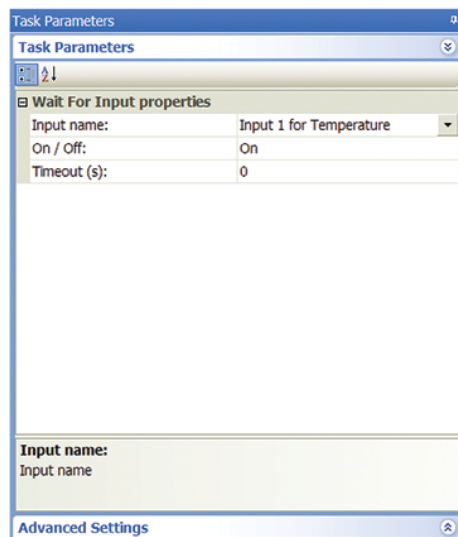 Task Parameters
Task Parameters
Wait For Input properties
Input name: Input 1 for Temperature
On / Off: On
Timeout (s): 0
Input name:
Input name
Advanced Settings